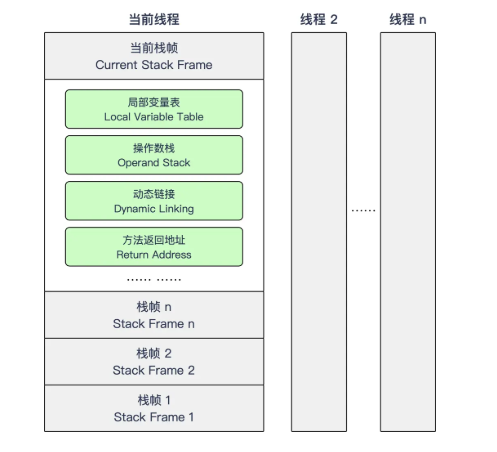 当前线程
线程 2
线程 n
当前栈帧
Current Stack Frame
局部变量表
Local Variable Table
操作数栈
Operand Stack
动态链接
Dynamic Linking
方法返回地址
Return Address
…… ……
……
栈帧 n
Stack Frame n
栈帧 2
Stack Frame 2
栈帧 1
Stack Frame 1